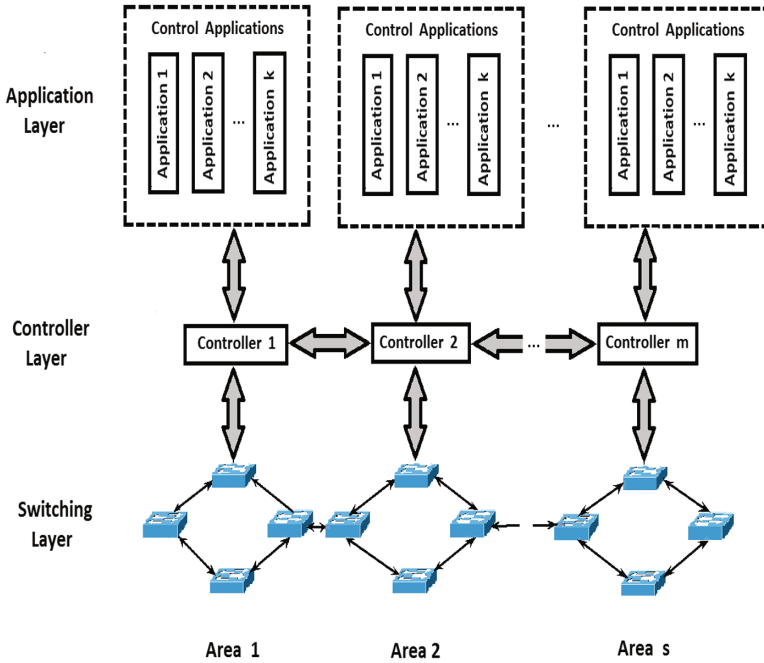 Control Applications
Control Applications
Control Applications
Application Layer
Application 1
Application 2
...
Application k
Application 1
Application 2
...
Application k
...
Application 1
Application 2
...
Application k
Controller Layer
Controller 1
Controller 2
...
Controller m
Switching Layer
Area 1
Area 2
Area s